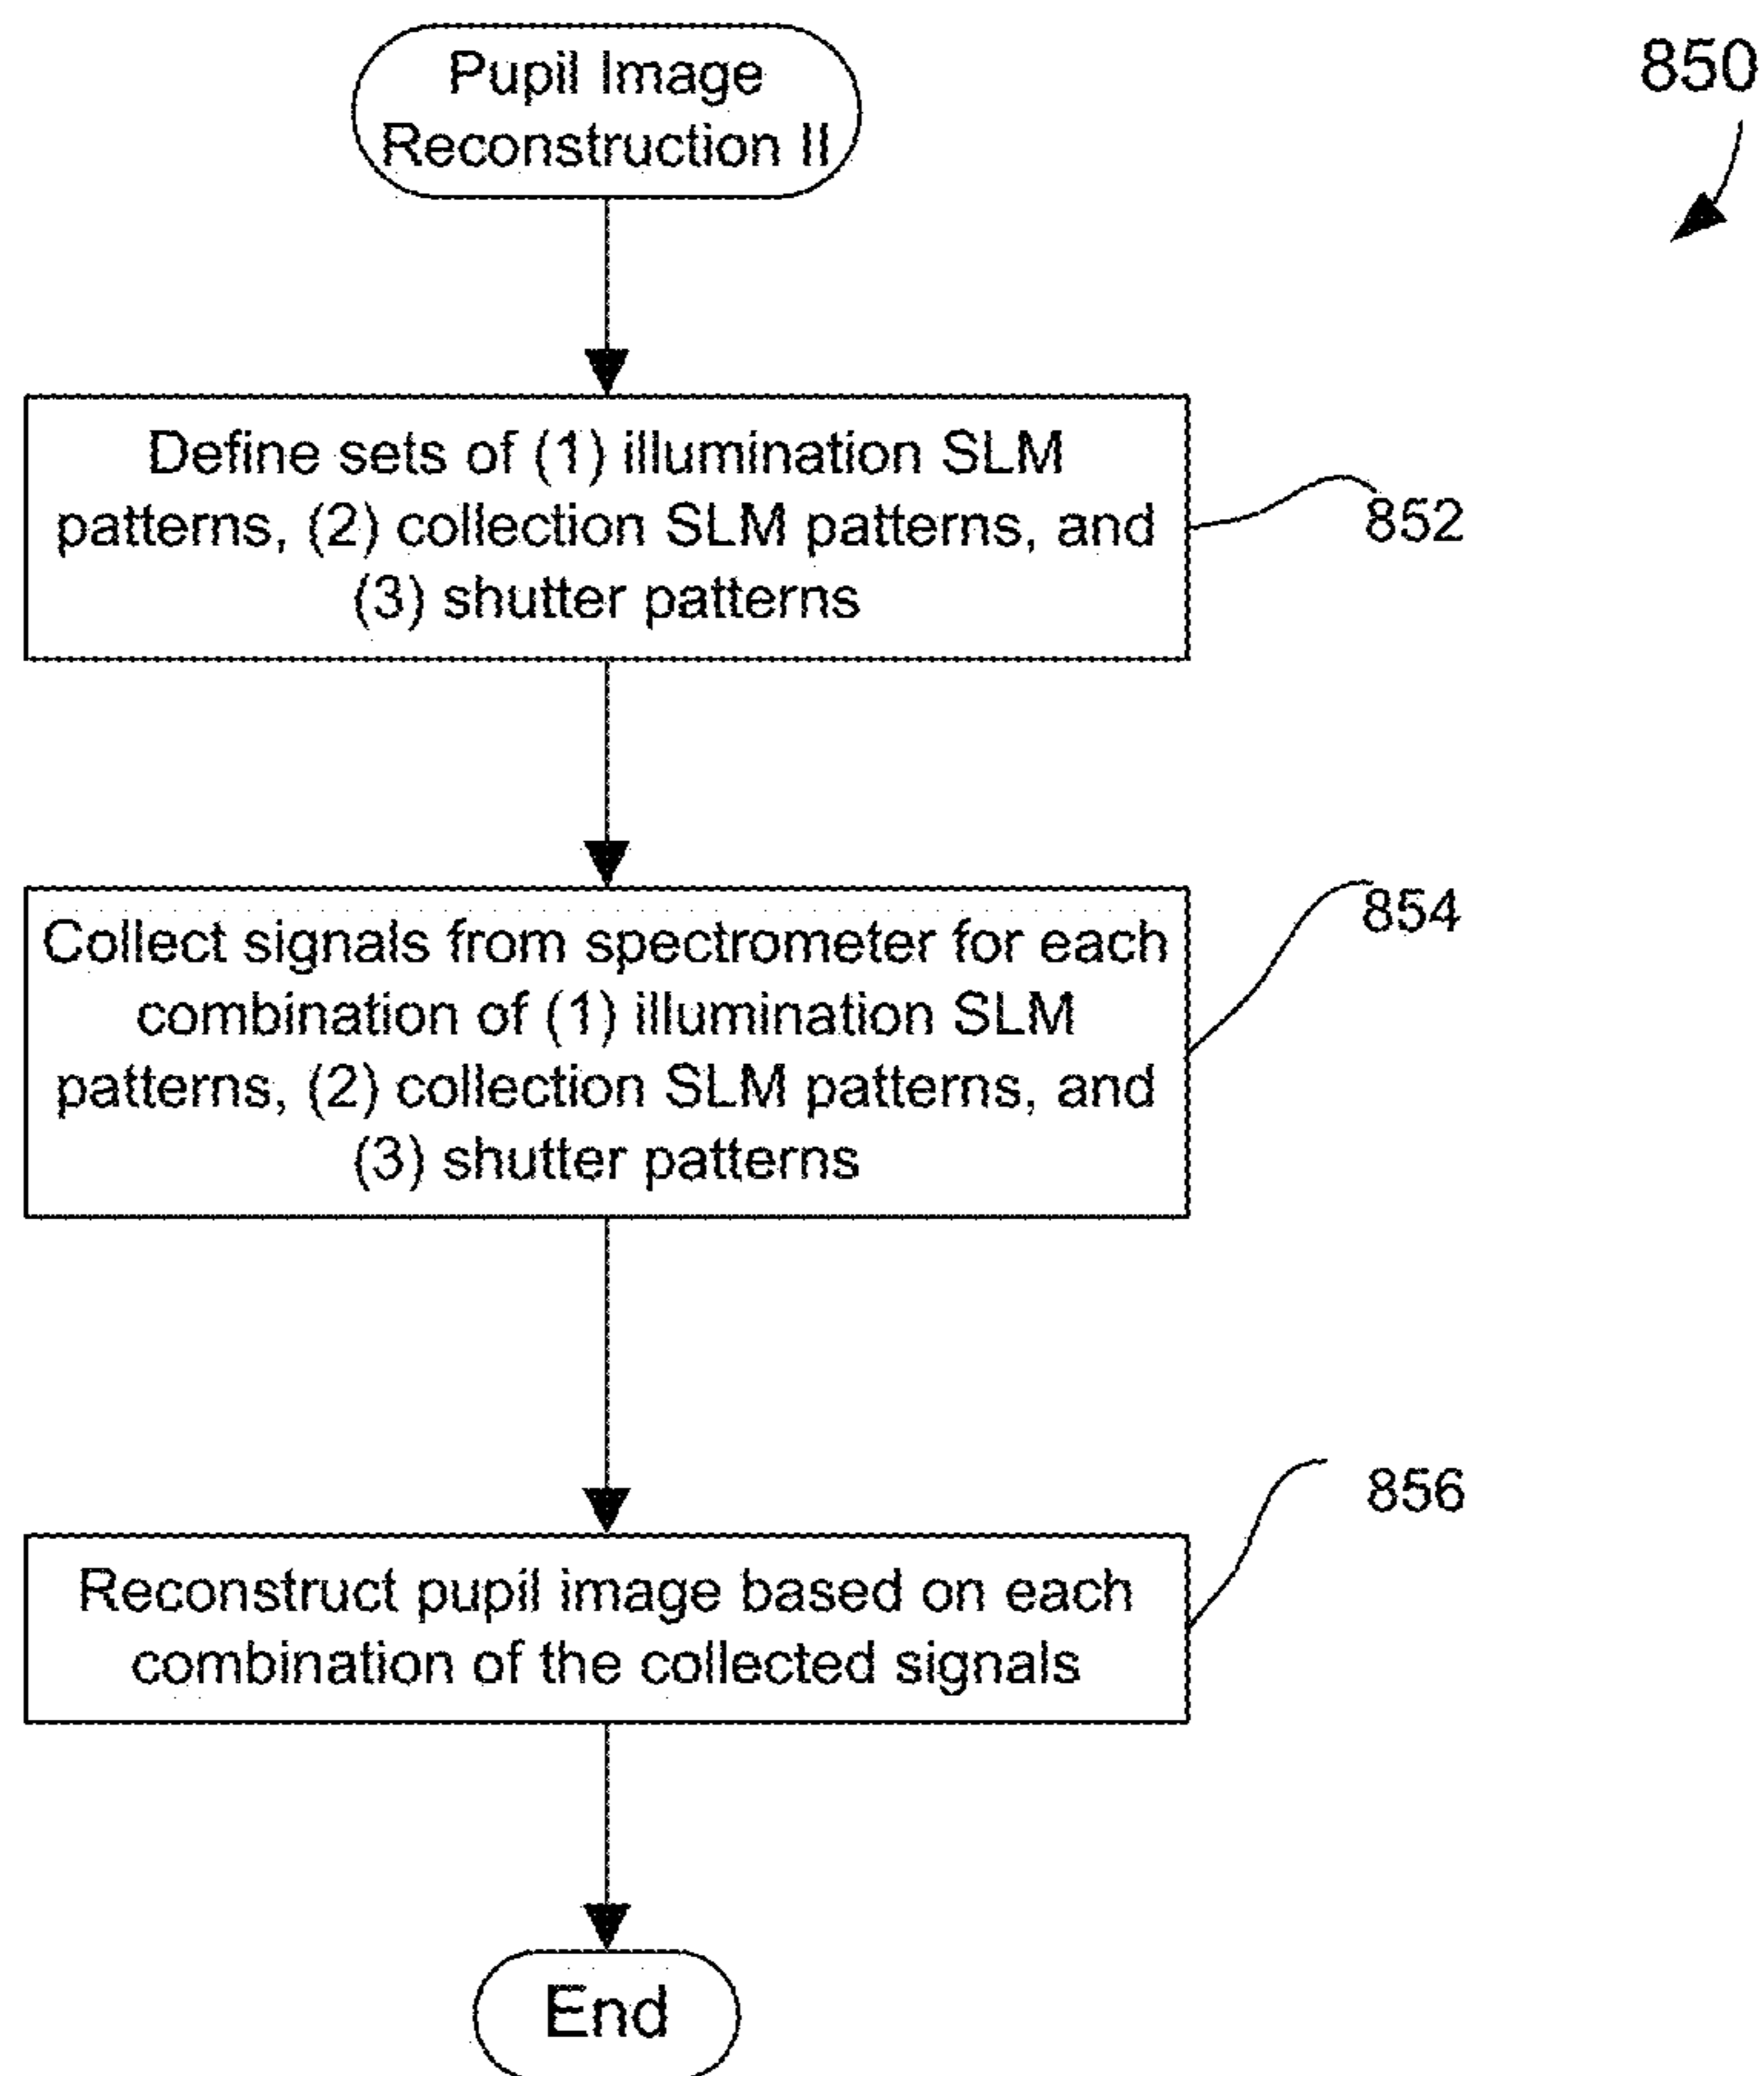 Pupil Image
Reconstruction II
850
Define sets of (1) illumination SLM
patterns, (2) collection SLM patterns, and
(3) shutter patterns
852
Collect signals from spectrometer for each
combination of (1) illumination SLM
patterns, (2) collection SLM patterns, and
(3) shutter patterns
854
Reconstruct pupil image based on each
combination of the collected signals
856
End